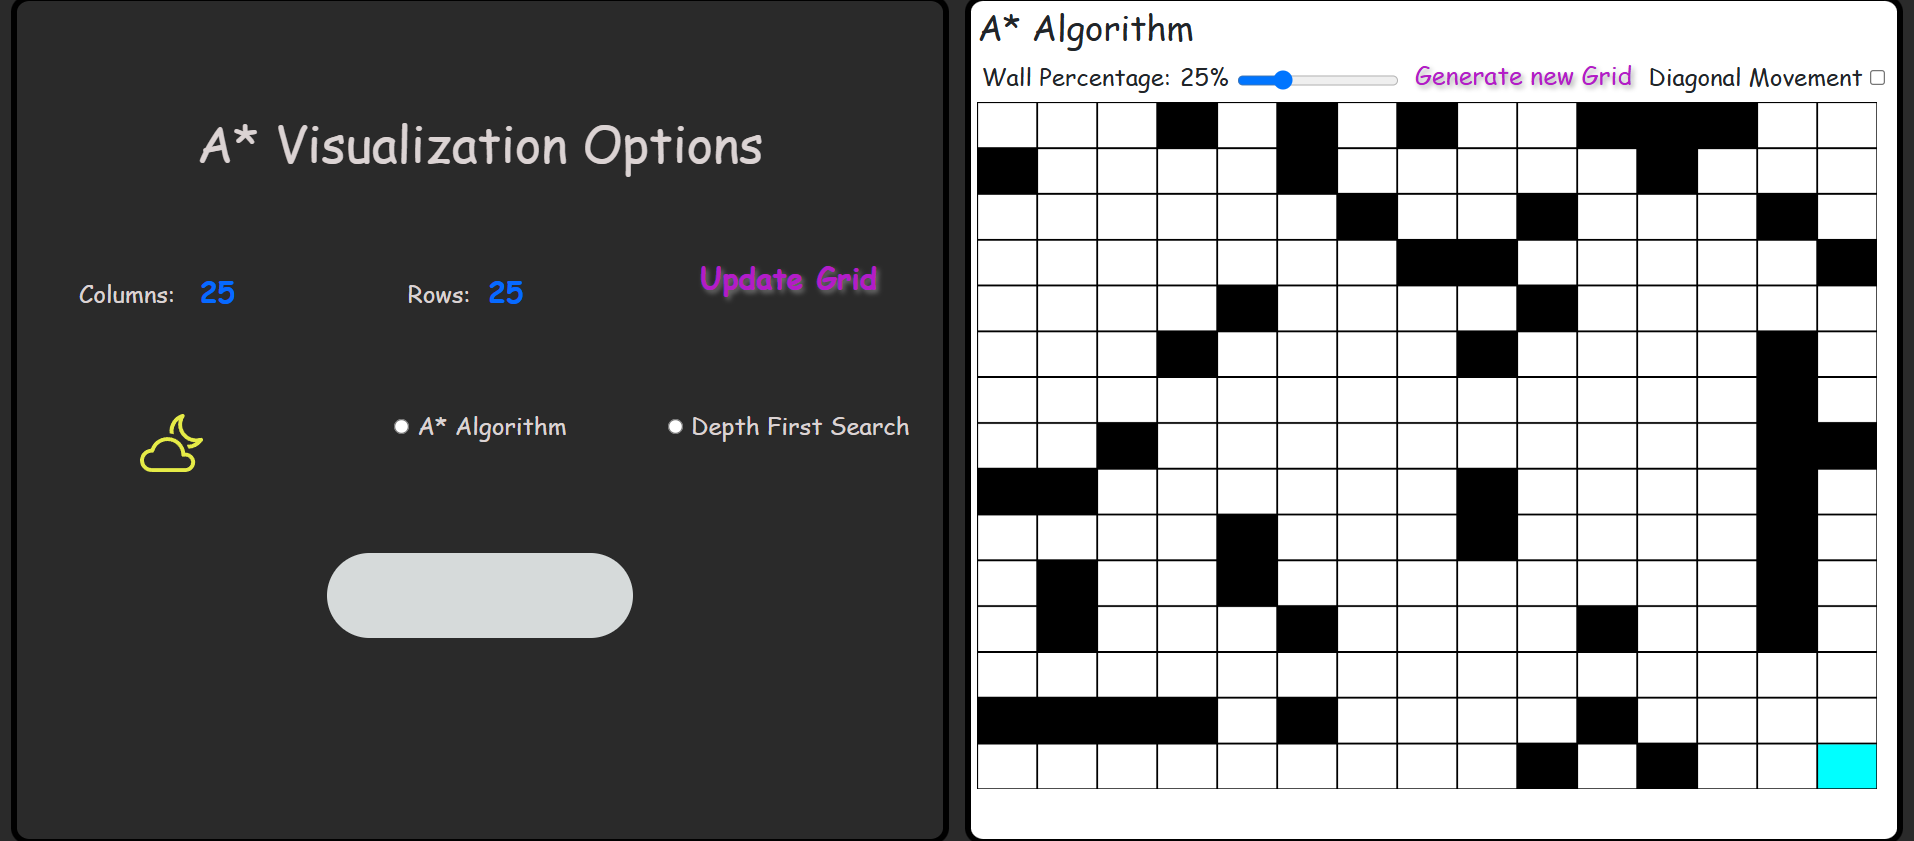 A* Visualization Options
Columns: 25
Rows: 25
Update Grid
A* Algorithm
Depth First Search
A* Algorithm
Wall Percentage: 25%
Generate new Grid
Diagonal Movement